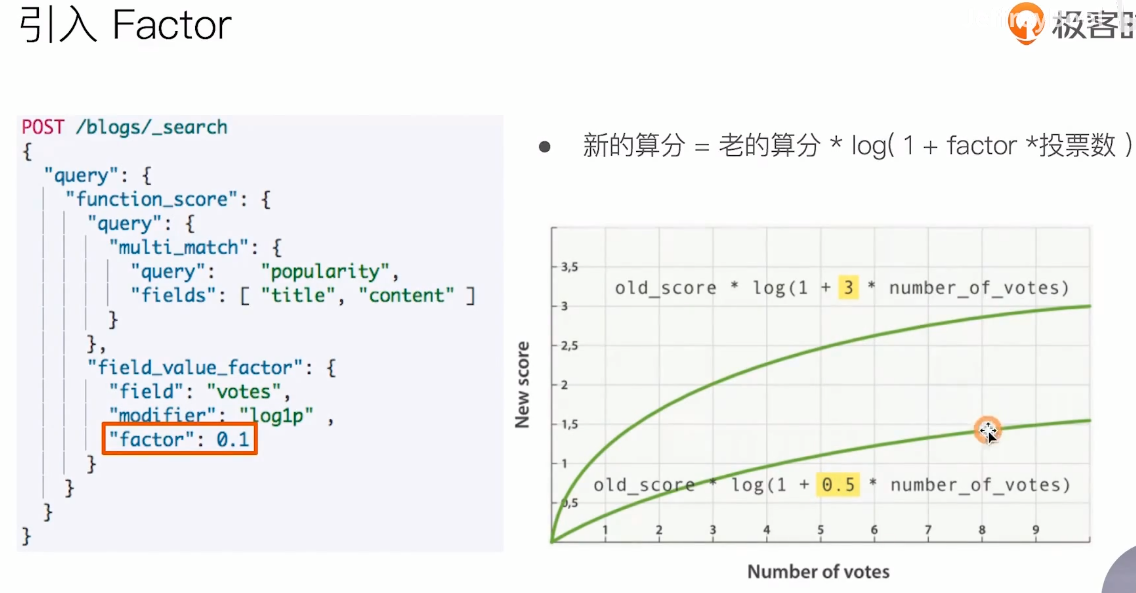 引入 Factor
极客时
POST /blogs/_search
{
  "query": {
    "function_score": {
      "query": {
        "multi_match": {
          "query":    "popularity",
          "fields": [ "title", "content" ]
        }
      },
      "field_value_factor": {
        "field": "votes",
        "modifier": "log1p" ,
        "factor": 0.1
      }
    }
  }
}
● 新的算分 = 老的算分 * log( 1 + factor *投票数 )
3,5
old_score * log(1 + 3 * number_of_votes)
3
2,5
New score
2
1,5
1
old_score * log(1 + 0.5 * number_of_votes)
0,5
1 2 3 4 5 6 7 8 9
Number of votes